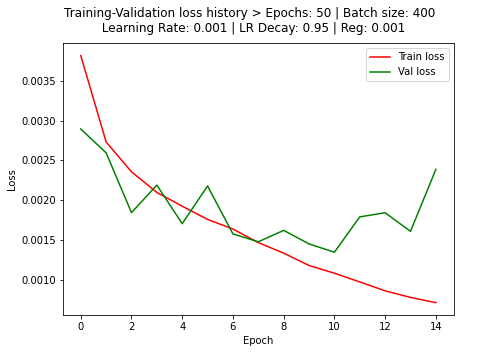 Training-Validation loss history > Epochs: 50 | Batch size: 400
Learning Rate: 0.001 | LR Decay: 0.95 | Reg: 0.001
Train loss
Val loss
0.0035
0.0030
0.0025
0.0020
0.0015
0.0010
Loss
0 2 4 6 8 10 12 14
Epoch